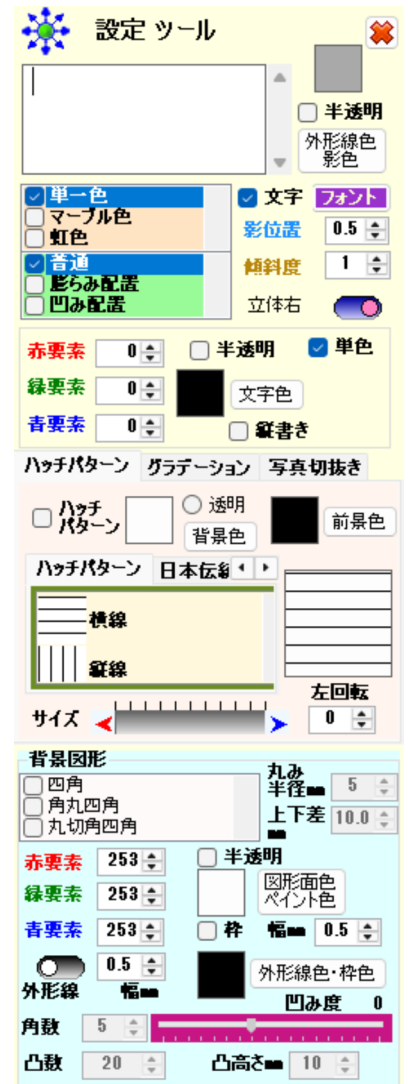 設定 ツール
半透明
外形線色
影色
単一色
マーブル色
虹色
文字 フォント
影位置 0.5
普通
膨らみ配置
凹み配置
傾斜度 1
立体右
赤要素 0 半透明 単色
緑要素 0 文字色
青要素 0 縦書き
ハッチパターン グラデーション 写真切抜き
ハッチ
パターン
透明
背景色
前景色
ハッチパターン 日本伝統
横線
縦線
左回転
サイズ 0
背景図形
四角
角丸四角
丸切角四角
丸み
半径mm 5
上下差 10.0
mm
赤要素 253 半透明
緑要素 253 図形面色
ペイント色
青要素 253 枠 幅mm 0.5
0.5
外形線 幅mm
外形線色・枠色
凹み度 0
角数 5
凸数 20 凸高さmm 10